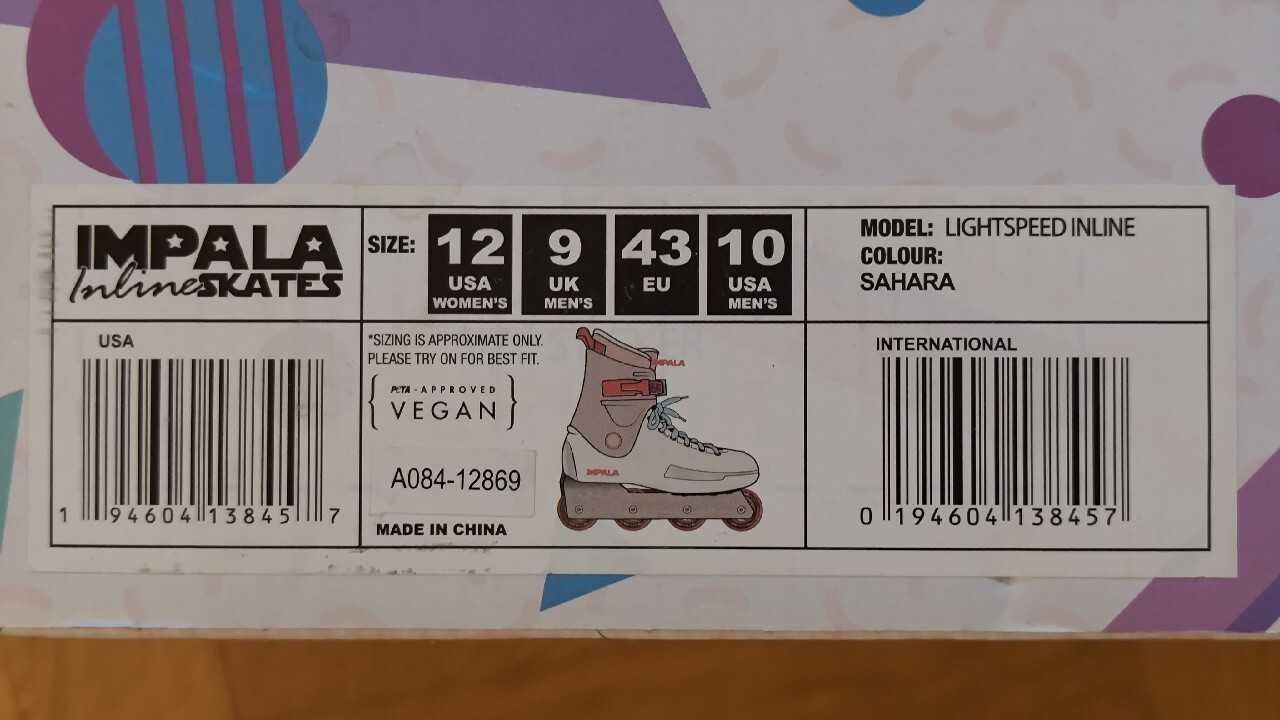 IMPALA
Inline SKATES
SIZE:
12
USA
WOMEN'S
9
UK
MEN'S
43
EU
10
USA
MEN'S
MODEL: LIGHTSPEED INLINE
COLOUR:
SAHARA
USA
1 94604 13845 7
*SIZING IS APPROXIMATE ONLY.
PLEASE TRY ON FOR BEST FIT.
PETA-APPROVED
VEGAN
A084-12869
MADE IN CHINA
IMPALA
IMPALA
INTERNATIONAL
0 194604 138457